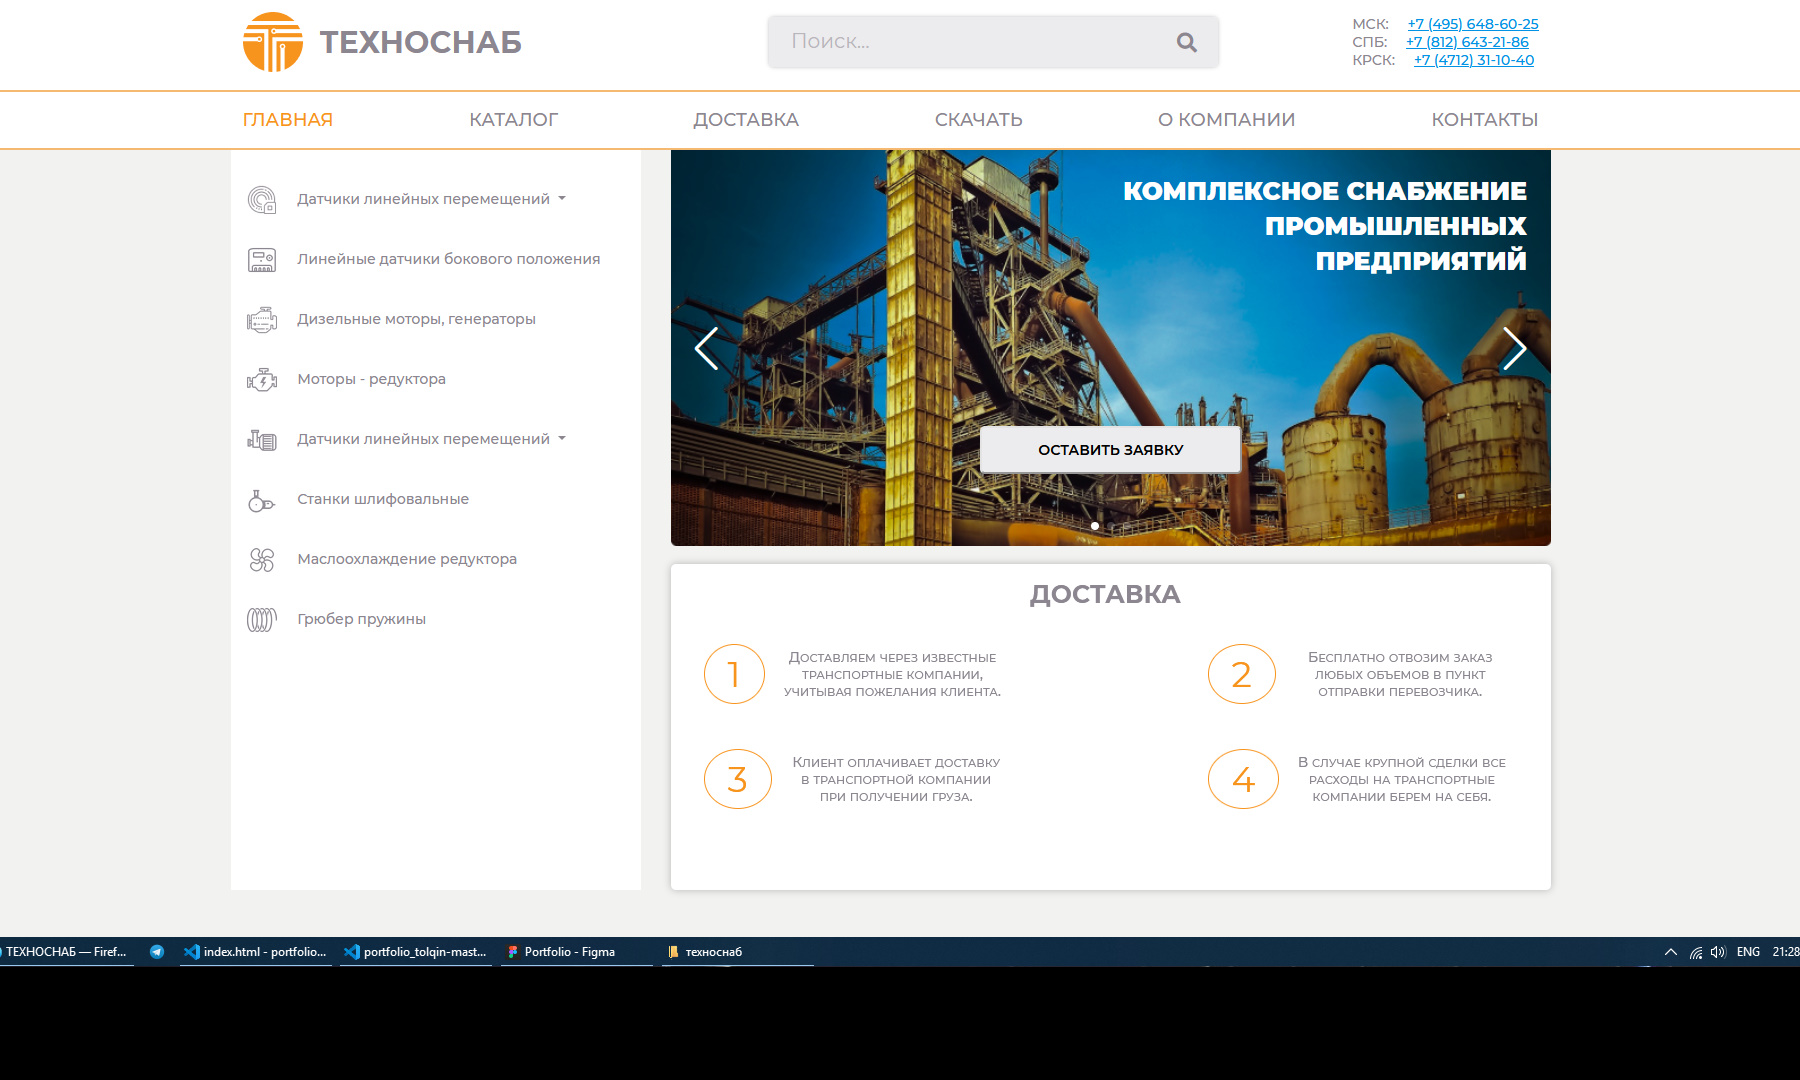 ТЕХНОСНАБ
Поиск...
МСК: +7 (495) 648-60-25
СПБ: +7 (812) 643-21-86
КРСК: +7 (4712) 31-10-40
ГЛАВНАЯ КАТАЛОГ ДОСТАВКА СКАЧАТЬ О КОМПАНИИ КОНТАКТЫ
Датчики линейных перемещений
Линейные датчики бокового положения
Дизельные моторы, генераторы
Моторы - редуктора
Датчики линейных перемещений
Станки шлифовальные
Маслоохлаждение редуктора
Грюбер пружины
КОМПЛЕКСНОЕ СНАБЖЕНИЕ
ПРОМЫШЛЕННЫХ
ПРЕДПРИЯТИЙ
ОСТАВИТЬ ЗАЯВКУ
ДОСТАВКА
1
Доставляем через известные
транспортные компании,
учитывая пожелания клиента.
2
Бесплатно отвозим заказ
любых объемов в пункт
отправки перевозчика.
3
Клиент оплачивает доставку
в транспортной компании
при получении груза.
4
В случае крупной сделки все
расходы на транспортные
компании берем на себя.
ТЕХНОСНАБ — Firef... index.html - portfolio... portfolio_tolqin-mast... Portfolio - Figma техноснаб ENG 21:28